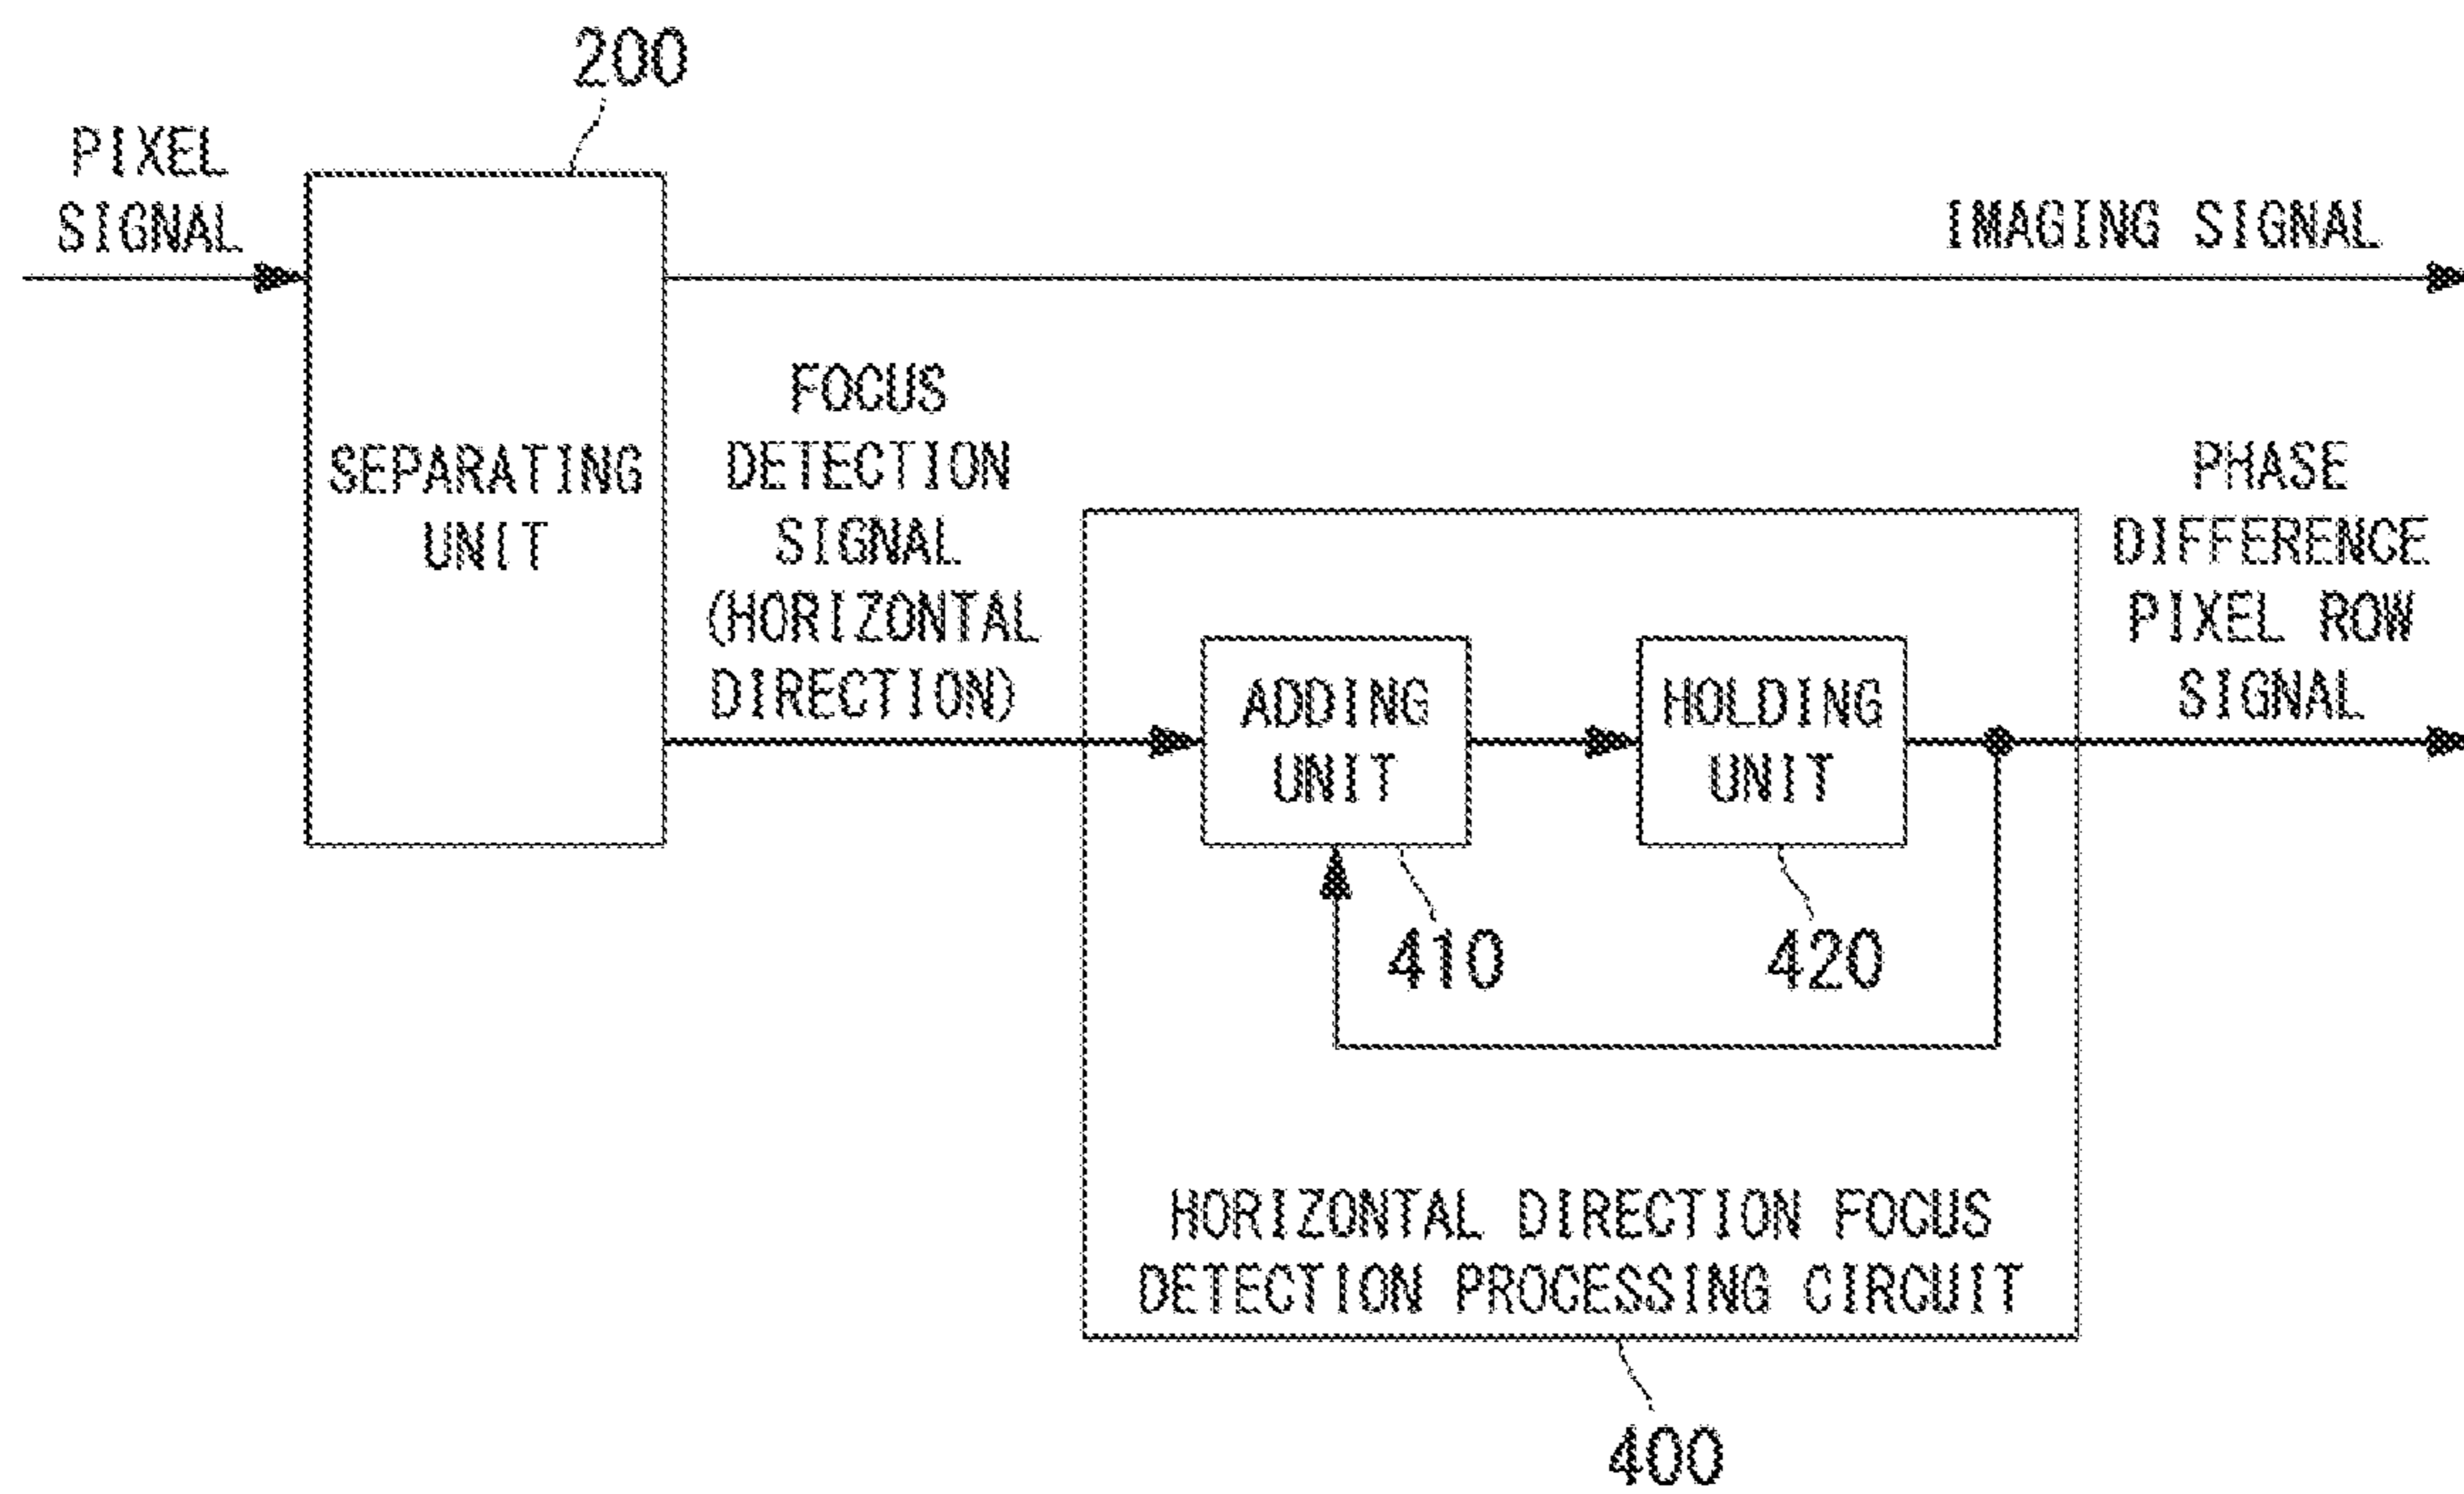 200
PIXEL
SIGNAL
IMAGING SIGNAL
SEPARATING
UNIT
FOCUS
DETECTION
SIGNAL
(HORIZONTAL
DIRECTION)
PHASE
DIFFERENCE
PIXEL ROW
SIGNAL
ADDING
UNIT
HOLDING
UNIT
410
420
HORIZONTAL DIRECTION FOCUS
DETECTION PROCESSING CIRCUIT
400